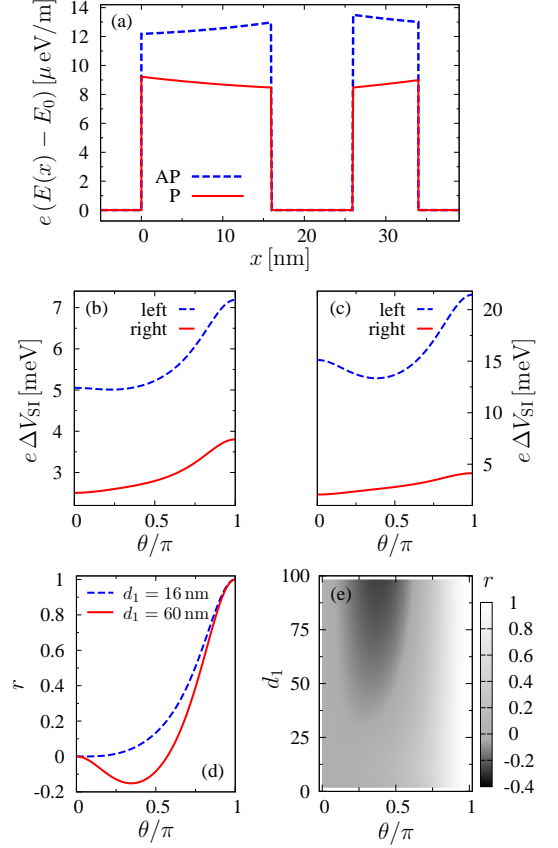 (a)
e (E(x) − E₀) [μ eV/m]
14
12
10
8
6
4
2
0
AP
P
0 10 20 30
x [nm]
(b)
left
right
e ΔV_SI [meV]
7
6
5
4
3
0 0.5 1
θ/π
(c)
left
right
20
15
10
5
e ΔV_SI [meV]
0 0.5 1
θ/π
d₁ = 16 nm
d₁ = 60 nm
r
1
0.8
0.6
0.4
0.2
0
-0.2
(d)
0 0.5 1
θ/π
(e)
d₁
100
75
50
25
0
0 0.5 1
θ/π
r
1
0.8
0.6
0.4
0.2
0
-0.2
-0.4